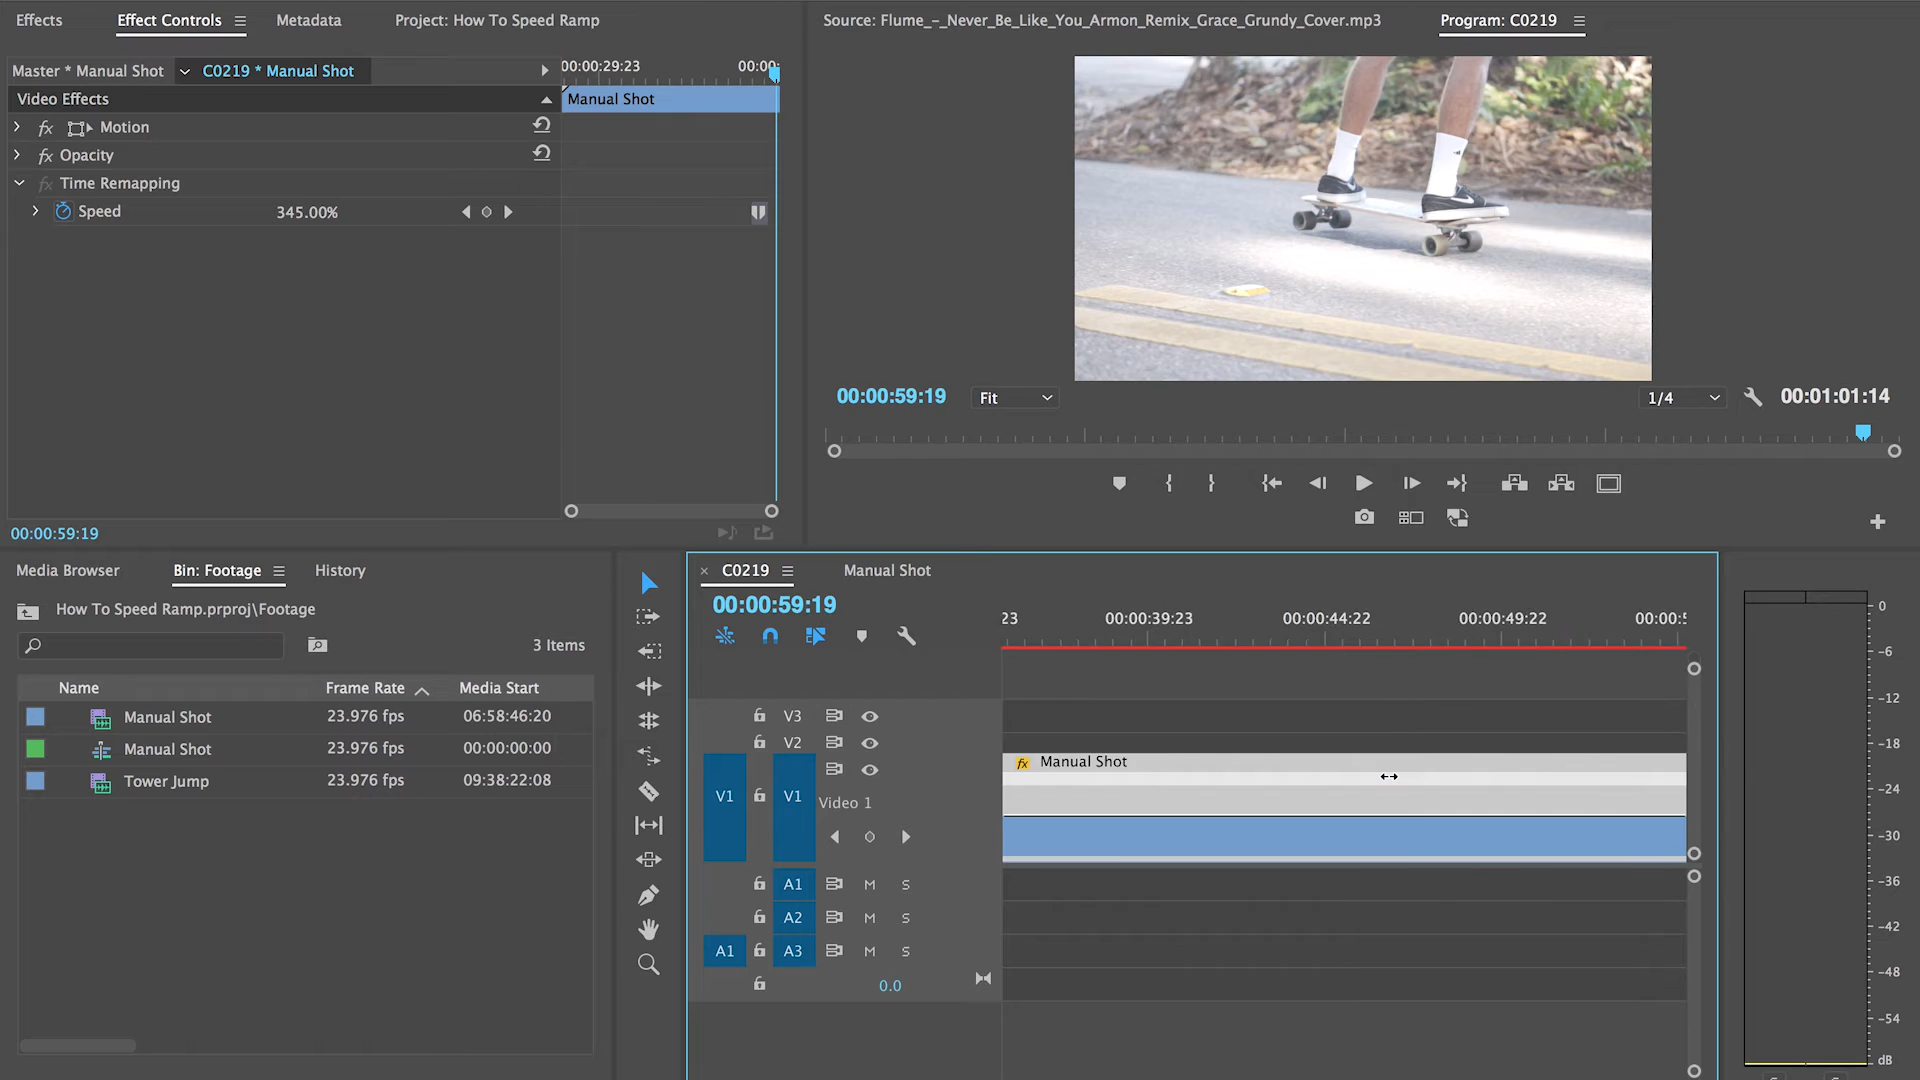 Effects
Effect Controls
Metadata
Project: How To Speed Ramp
Source: Flume_-_Never_Be_Like_You_Armon_Remix_Grace_Grundy_Cover.mp3
Program: C0219
Master * Manual Shot
C0219 * Manual Shot
00:00:29:23
00:00:
Video Effects
Manual Shot
fx Motion
fx Opacity
fx Time Remapping
Speed
345.00%
00:00:59:19
Fit
1/4
00:01:01:14
00:00:59:19
Media Browser
Bin: Footage
History
How To Speed Ramp.prproj\Footage
3 Items
Name
Frame Rate
Media Start
Manual Shot
23.976 fps
06:58:46:20
Manual Shot
23.976 fps
00:00:00:00
Tower Jump
23.976 fps
09:38:22:08
C0219
Manual Shot
00:00:59:19
23
00:00:39:23
00:00:44:22
00:00:49:22
V3
V2
V1
V1
Video 1
fx Manual Shot
A1 M S
A2 M S
A1
A3 M S
0.0
0
-6
-12
-18
-24
-30
-36
-42
-48
-54
dB